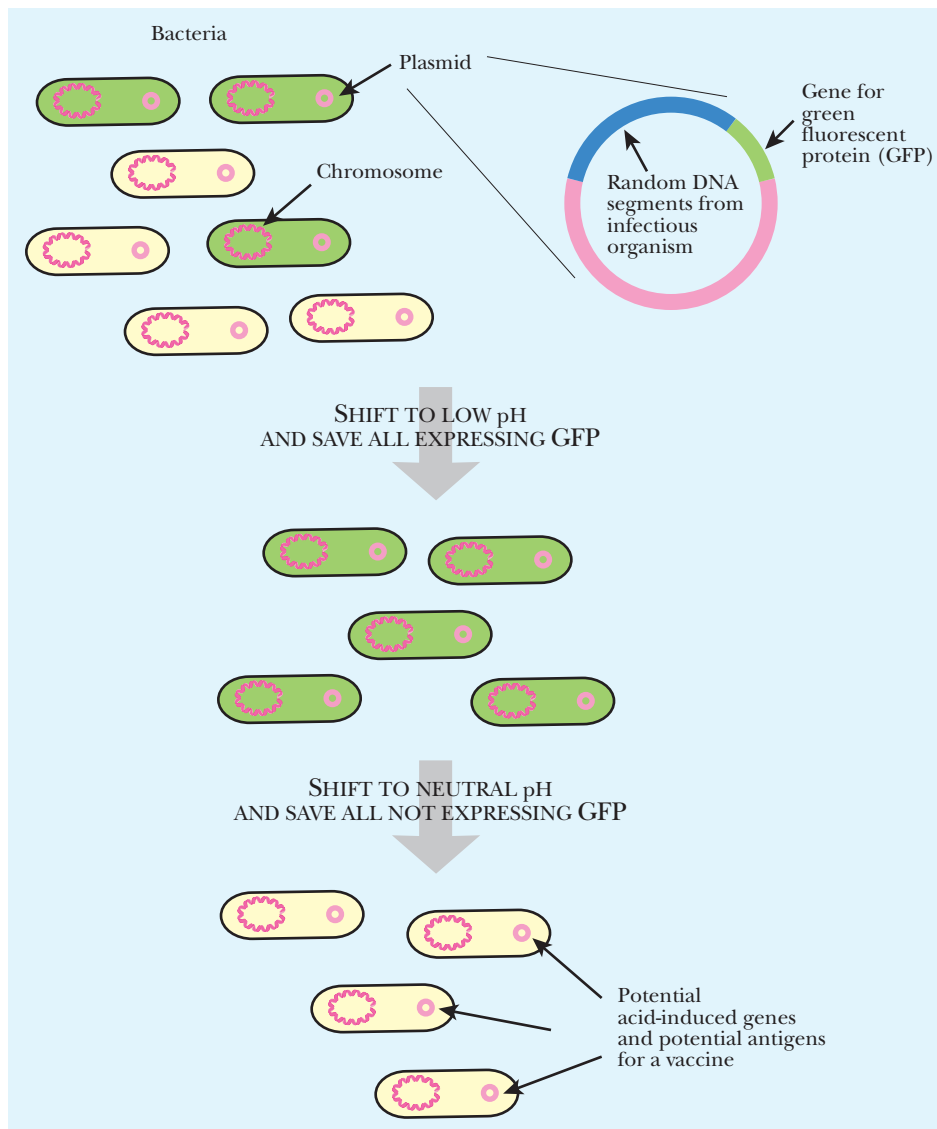 Bacteria
Plasmid
Gene for
green
fluorescent
protein (GFP)
Chromosome
Random DNA
segments from
infectious
organism
SHIFT TO LOW pH
AND SAVE ALL EXPRESSING GFP
SHIFT TO NEUTRAL pH
AND SAVE ALL NOT EXPRESSING GFP
Potential
acid-induced genes
and potential antigens
for a vaccine